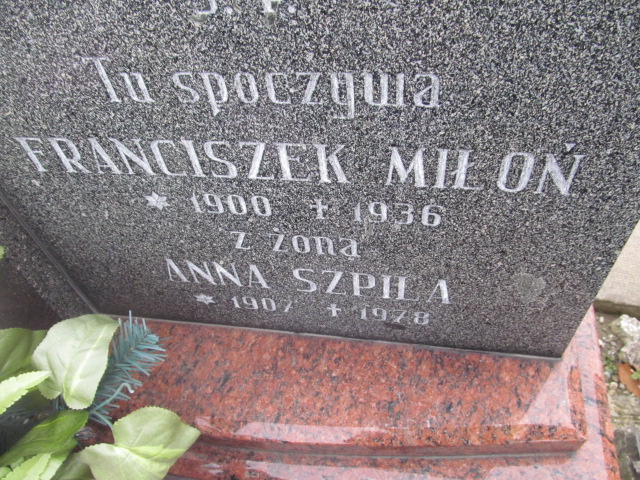 Ś. P.
Tu spoczywa
FRANCISZEK MIŁOŃ
* 1900 + 1936
z żoną
ANNA SZPIŁA
* 1907 + 1978